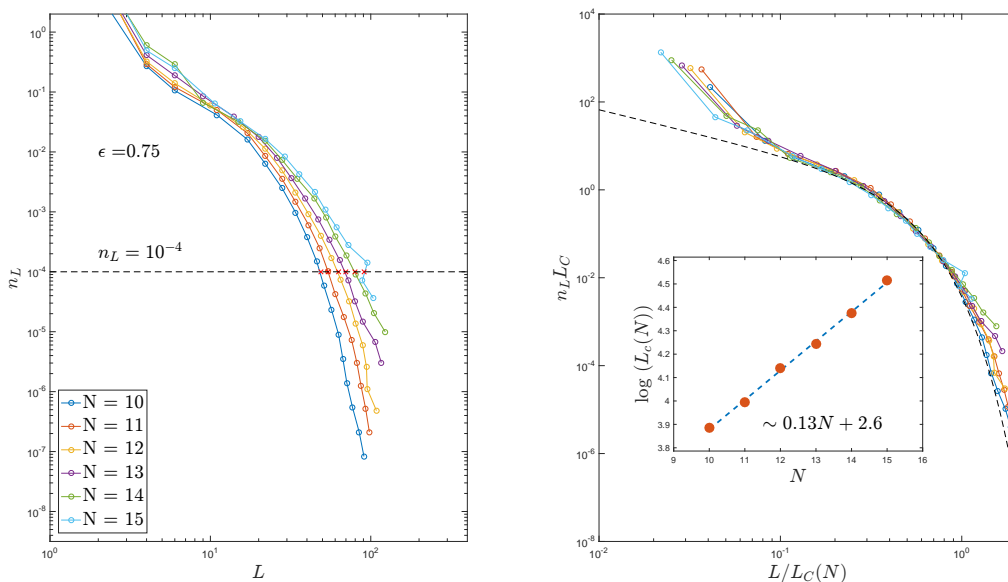 10^0
10^-1
10^-2
10^-3
10^-4
10^-5
10^-6
10^-7
10^-8
n_L
ϵ =0.75
n_L = 10^-4
N = 10
N = 11
N = 12
N = 13
N = 14
N = 15
10^0
10^1
10^2
L
10^4
10^2
10^0
10^-2
10^-4
10^-6
10^-8
n_L L_C
4.6
4.5
4.4
4.3
4.2
4.1
4
3.9
3.8
log (L_c(N))
∼ 0.13N + 2.6
9
10
11
12
13
14
15
16
N
10^-2
10^-1
10^0
L/L_C(N)